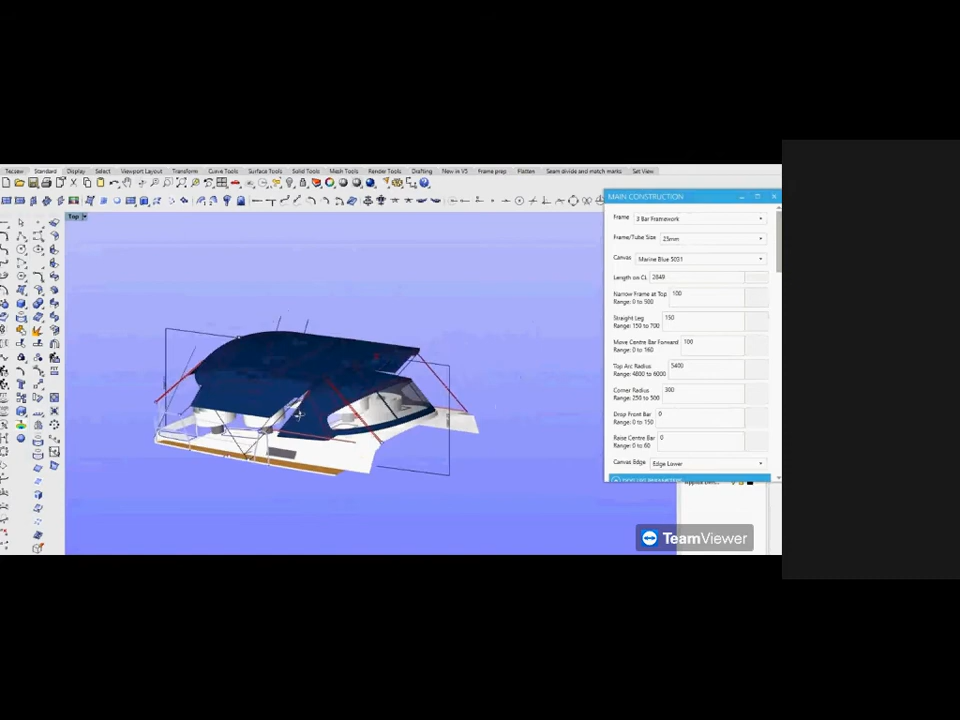 Tecsew Standard Display Select Viewport Layout Transform Curve Tools Surface Tools Solid Tools Mesh Tools Render Tools Drafting New in V5 Frame prep Flatten Seam divide and match marks Set View
MAIN CONSTRUCTION
Top
Frame 3 Bar Framework
Frame/Tube Size 25mm
Canvas Marine Blue 5031
Length on CL 2849
Narrow Frame at Top
Range: 0 to 500
100
Straight Leg
Range: 150 to 700
150
Move Centre Bar Forward
Range: 0 to 160
100
Top Arc Radius
Range: 4800 to 6000
5400
Corner Radius
Range: 250 to 500
300
Drop Front Bar
Range: 0 to 150
0
Raise Centre Bar
Range: 0 to 60
0
Canvas Edge Edge Lower
TeamViewer